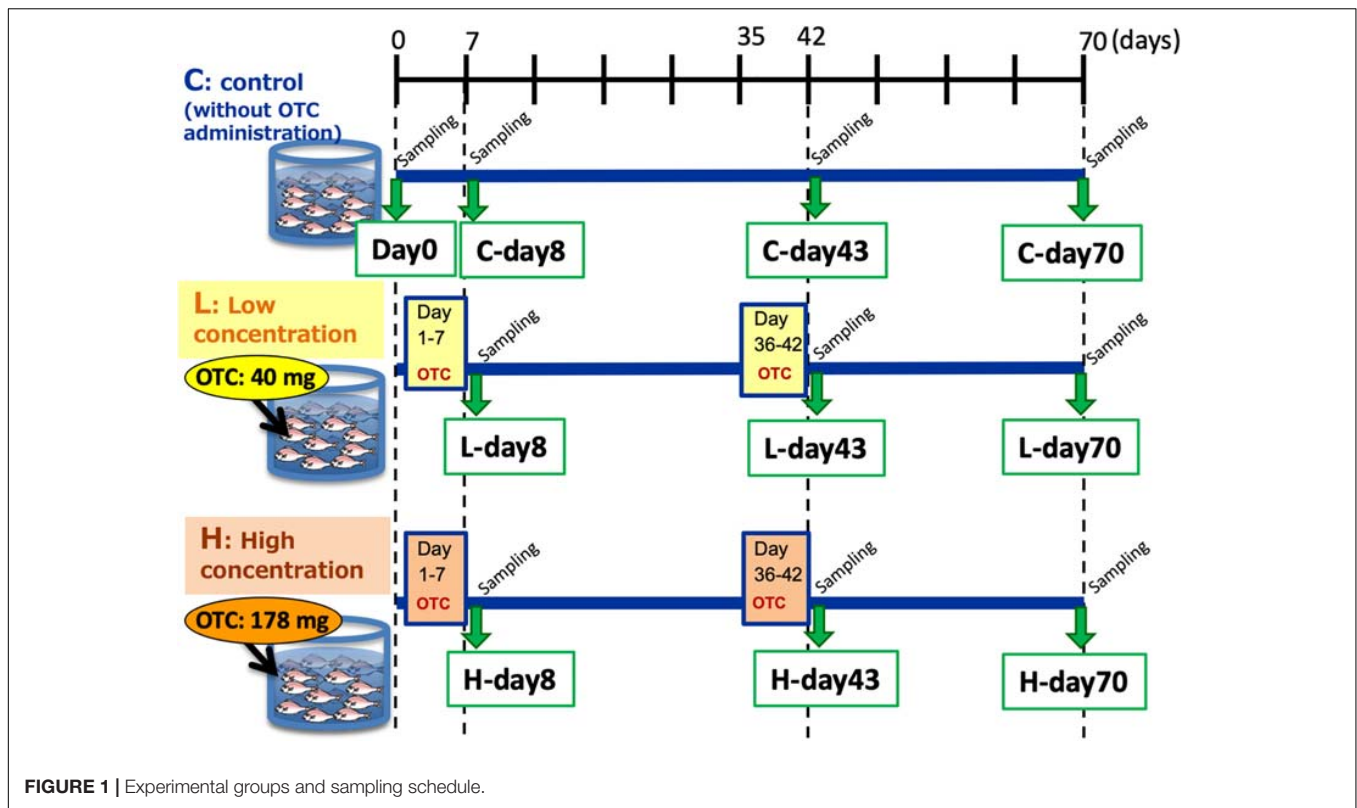 0 7 35 42 70 (days)
C: control
(without OTC
administration)
Sampling Sampling Sampling Sampling
Day0 C-day8 C-day43 C-day70
L: Low
concentration
OTC: 40 mg
Day
1-7
OTC
Sampling
Day
36-42
OTC
Sampling
Sampling
L-day8 L-day43 L-day70
H: High
concentration
OTC: 178 mg
Day
1-7
OTC
Sampling
Day
36-42
OTC
Sampling
Sampling
H-day8 H-day43 H-day70
FIGURE 1 | Experimental groups and sampling schedule.